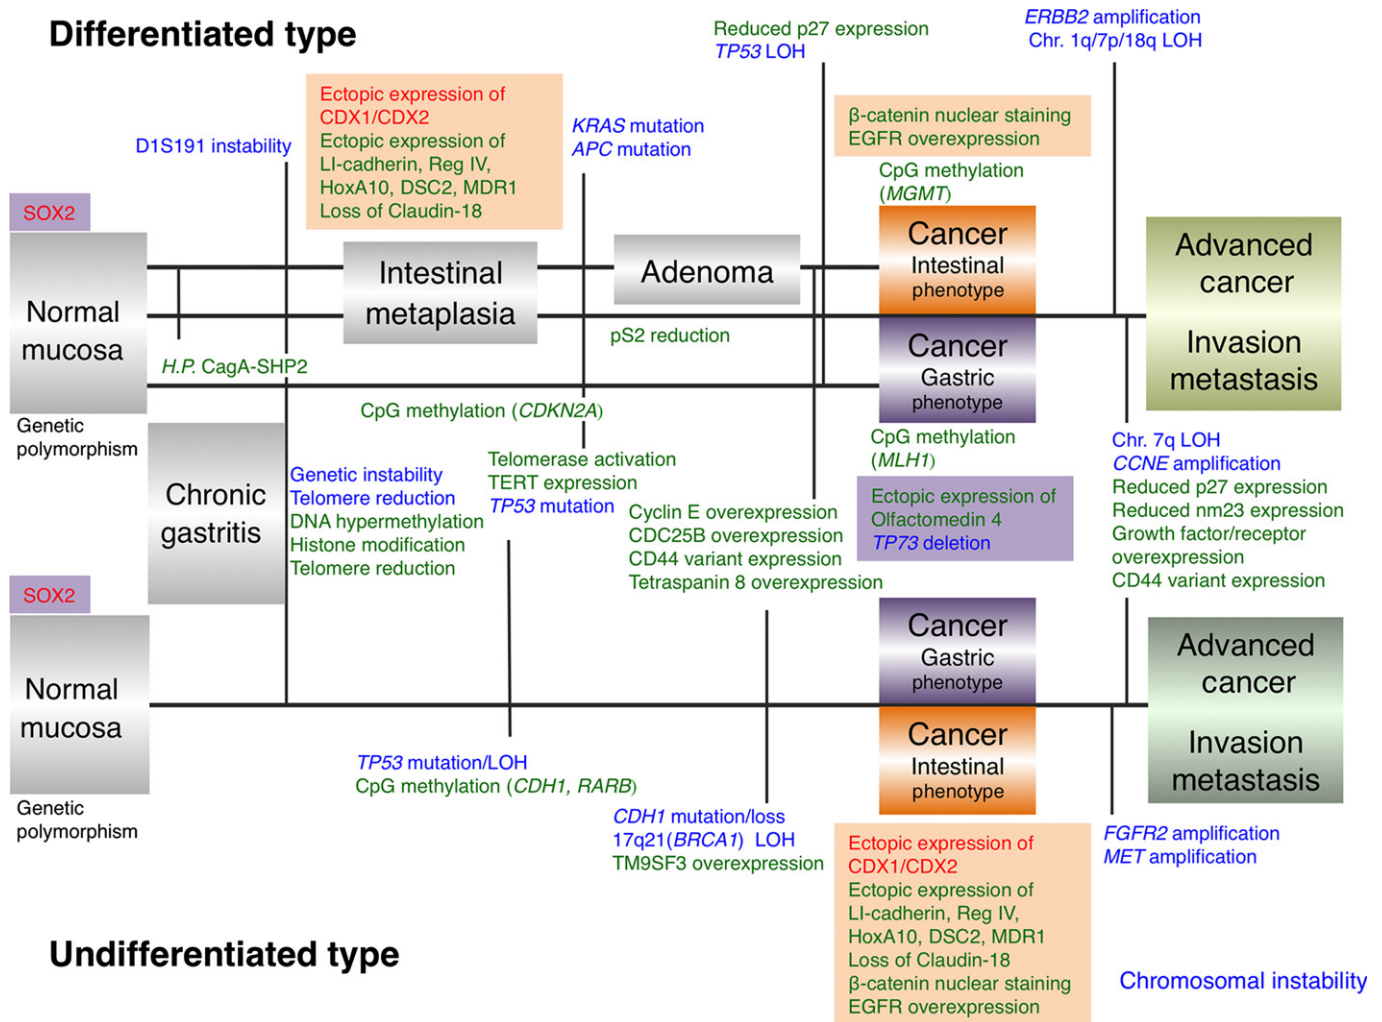 Differentiated type
Reduced p27 expression
TP53 LOH
ERBB2 amplification
Chr. 1q/7p/18q LOH
D1S191 instability
Ectopic expression of
CDX1/CDX2
Ectopic expression of
LI-cadherin, Reg IV,
HoxA10, DSC2, MDR1
Loss of Claudin-18
KRAS mutation
APC mutation
β-catenin nuclear staining
EGFR overexpression
CpG methylation
(MGMT)
SOX2
Normal
mucosa
Genetic
polymorphism
H.P. CagA-SHP2
Intestinal
metaplasia
Adenoma
pS2 reduction
Cancer
Intestinal
phenotype
Cancer
Gastric
phenotype
Advanced
cancer
Invasion
metastasis
CpG methylation (CDKN2A)
CpG methylation
(MLH1)
Chronic
gastritis
Genetic instability
Telomere reduction
DNA hypermethylation
Histone modification
Telomere reduction
Telomerase activation
TERT expression
TP53 mutation
Cyclin E overexpression
CDC25B overexpression
CD44 variant expression
Tetraspanin 8 overexpression
Ectopic expression of
Olfactomedin 4
TP73 deletion
Chr. 7q LOH
CCNE amplification
Reduced p27 expression
Reduced nm23 expression
Growth factor/receptor
overexpression
CD44 variant expression
SOX2
Normal
mucosa
Genetic
polymorphism
Cancer
Gastric
phenotype
Cancer
Intestinal
phenotype
Advanced
cancer
Invasion
metastasis
TP53 mutation/LOH
CpG methylation (CDH1, RARB)
CDH1 mutation/loss
17q21(BRCA1) LOH
TM9SF3 overexpression
Ectopic expression of
CDX1/CDX2
Ectopic expression of
LI-cadherin, Reg IV,
HoxA10, DSC2, MDR1
Loss of Claudin-18
β-catenin nuclear staining
EGFR overexpression
FGFR2 amplification
MET amplification
Undifferentiated type
Chromosomal instability